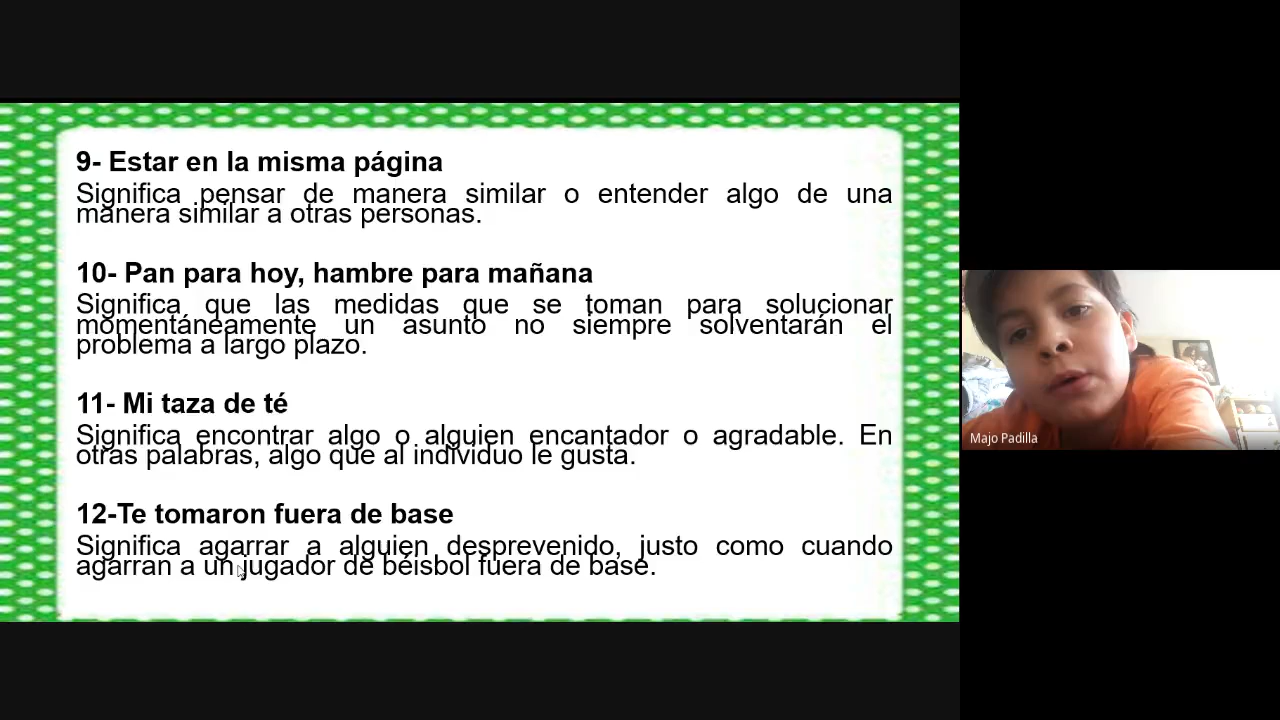 9- Estar en la misma página
Significa pensar de manera similar o entender algo de una
manera similar a otras personas.
10- Pan para hoy, hambre para mañana
Significa que las medidas que se toman para solucionar
momentáneamente un asunto no siempre solventarán el
problema a largo plazo.
11- Mi taza de té
Significa encontrar algo o alguien encantador o agradable. En
otras palabras, algo que al individuo le gusta.
12-Te tomaron fuera de base
Significa agarrar a alguien desprevenido, justo como cuando
agarran a un jugador de béisbol fuera de base.
Majo Padilla